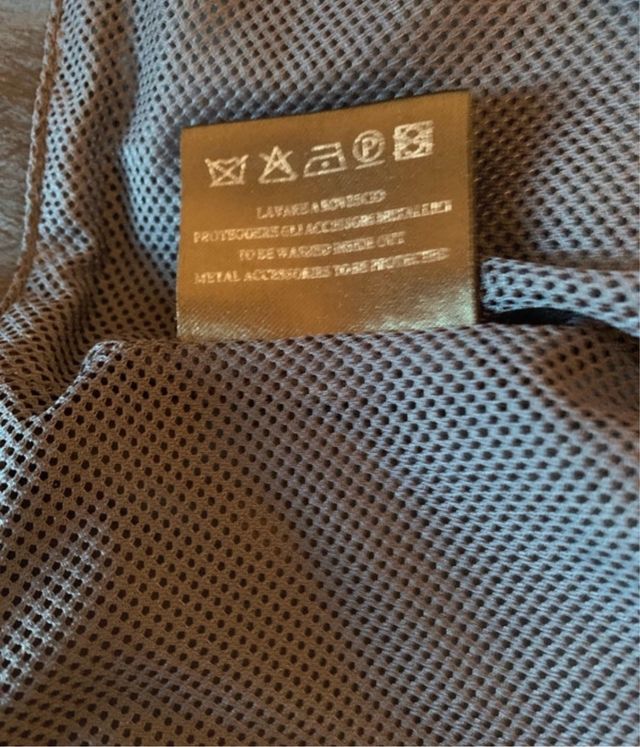 P
LAVARE A ROVESCIO
PROTEGGERE GLI ACCESSORI METALLICI
TO BE WASHED INSIDE OUT
METAL ACCESSORIES TO BE PROTECTED